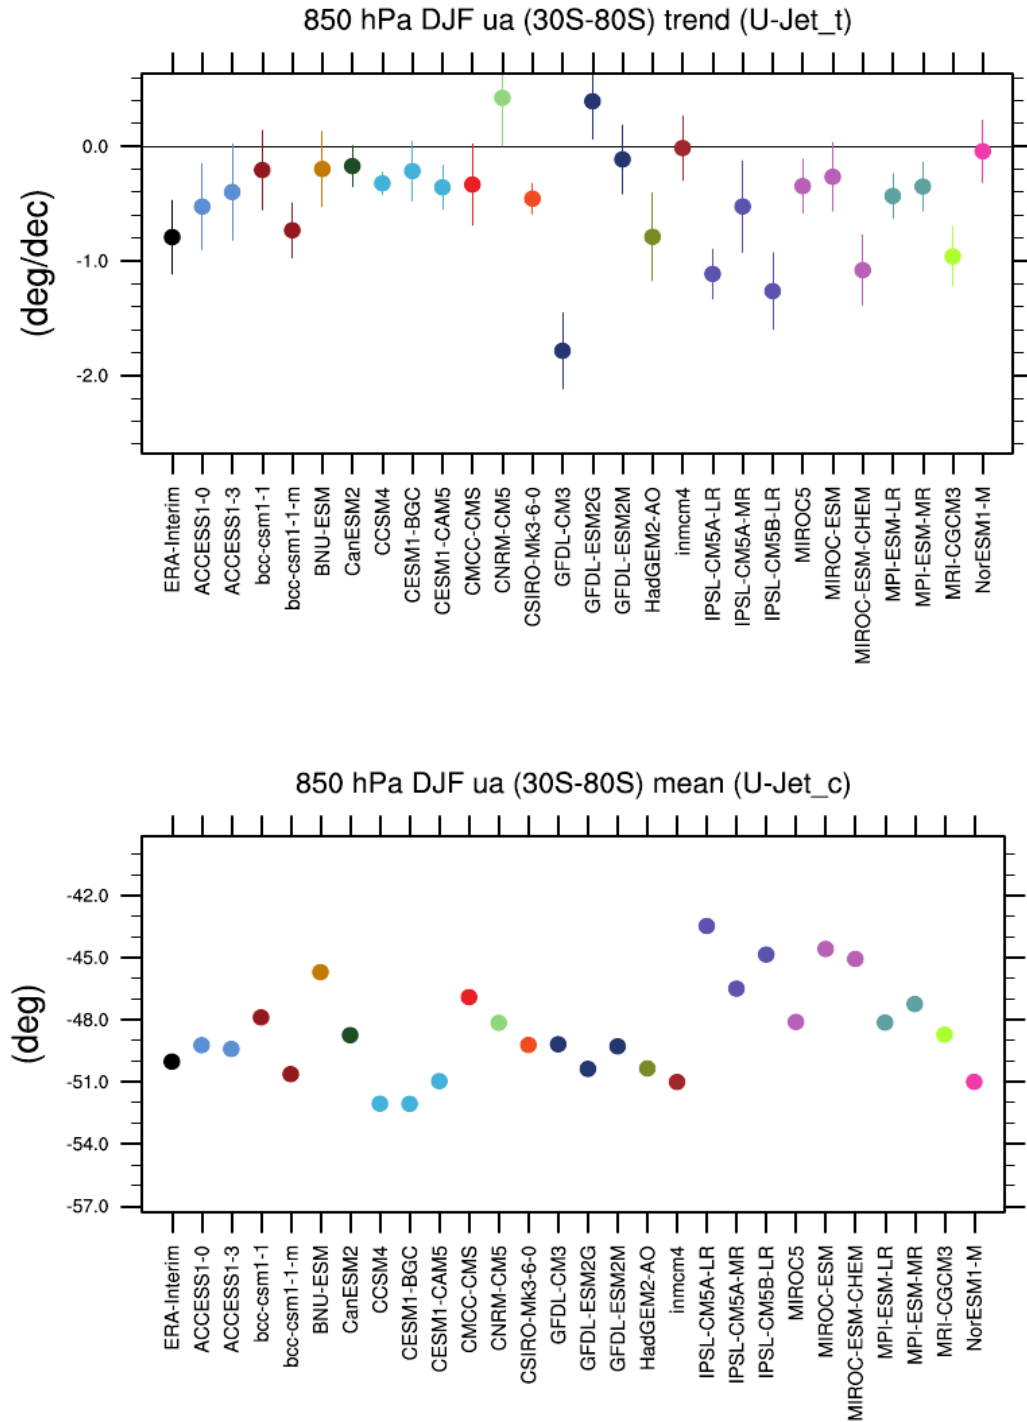 850 hPa DJF ua (30S-80S) trend (U-Jet_t)
(deg/dec)
0.0
-1.0
-2.0
ERA-Interim
ACCESS1-0
ACCESS1-3
bcc-csm1-1
bcc-csm1-1-m
BNU-ESM
CanESM2
CCSM4
CESM1-BGC
CESM1-CAM5
CMCC-CMS
CNRM-CM5
CSIRO-Mk3-6-0
GFDL-CM3
GFDL-ESM2G
GFDL-ESM2M
HadGEM2-AO
inmcm4
IPSL-CM5A-LR
IPSL-CM5A-MR
IPSL-CM5B-LR
MIROC5
MIROC-ESM
MIROC-ESM-CHEM
MPI-ESM-LR
MPI-ESM-MR
MRI-CGCM3
NorESM1-M
850 hPa DJF ua (30S-80S) mean (U-Jet_c)
(deg)
-42.0
-45.0
-48.0
-51.0
-54.0
-57.0
ERA-Interim
ACCESS1-0
ACCESS1-3
bcc-csm1-1
bcc-csm1-1-m
BNU-ESM
CanESM2
CCSM4
CESM1-BGC
CESM1-CAM5
CMCC-CMS
CNRM-CM5
CSIRO-Mk3-6-0
GFDL-CM3
GFDL-ESM2G
GFDL-ESM2M
HadGEM2-AO
inmcm4
IPSL-CM5A-LR
IPSL-CM5A-MR
IPSL-CM5B-LR
MIROC5
MIROC-ESM
MIROC-ESM-CHEM
MPI-ESM-LR
MPI-ESM-MR
MRI-CGCM3
NorESM1-M